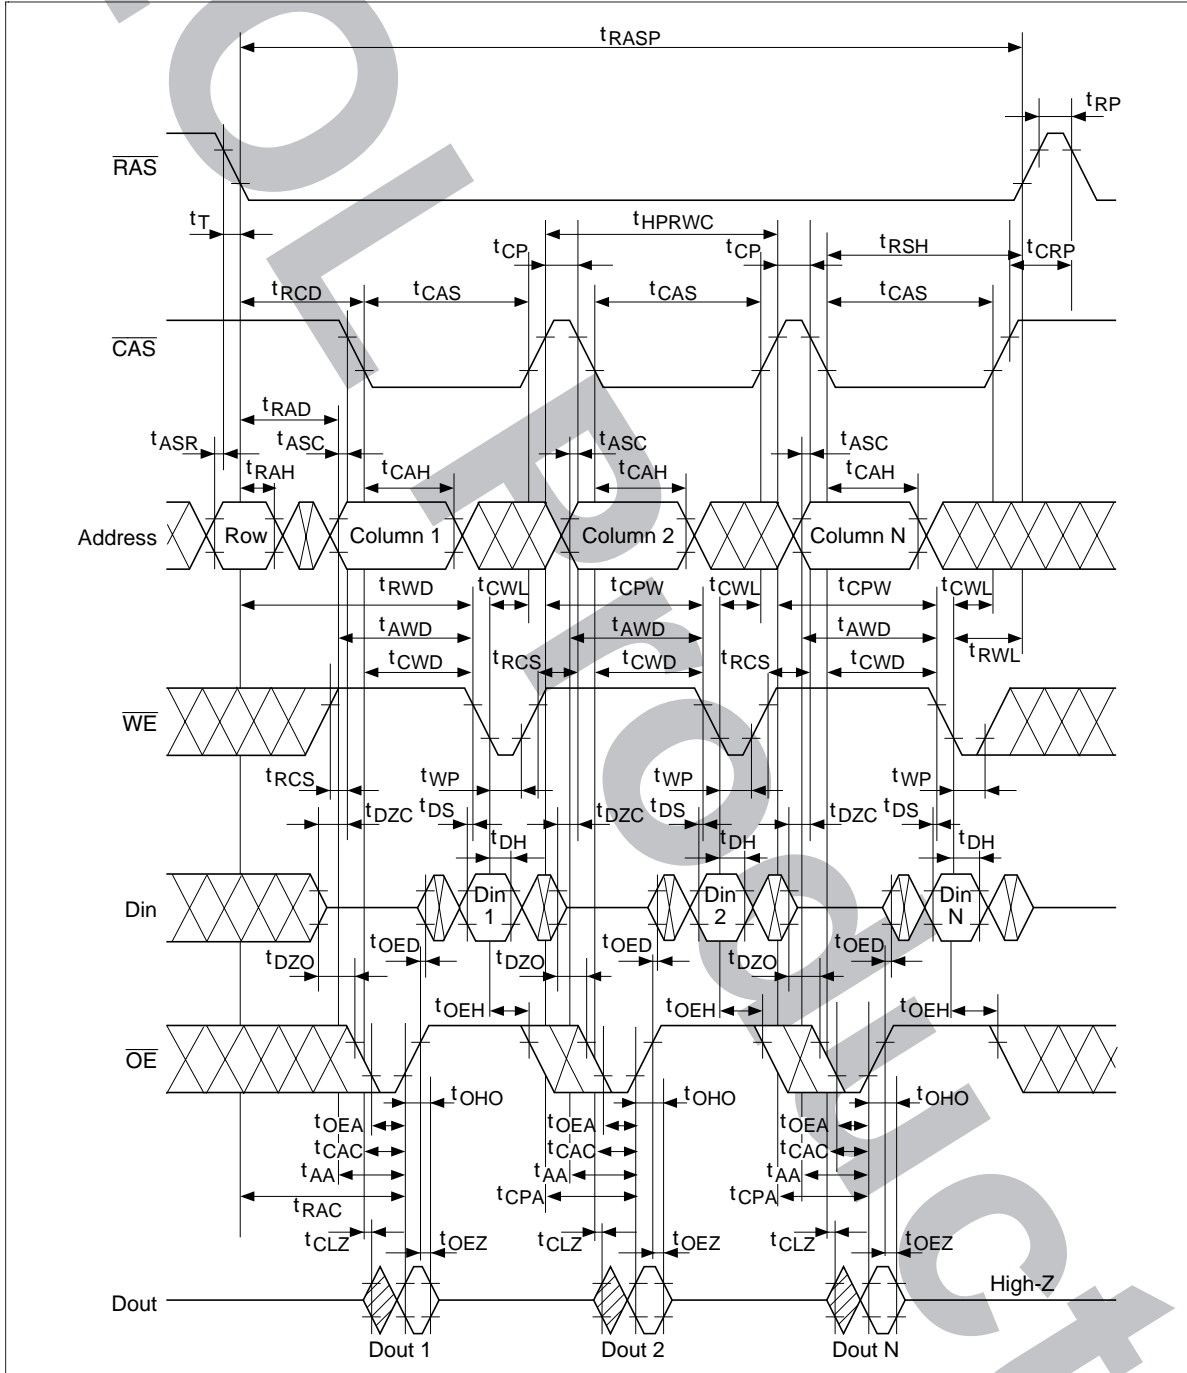 EOL Product
tRASP
tRP
RAS
tT
tHPRWC
tCP
tCP
tRSH
tCRP
tRCD
tCAS
tCAS
tCAS
CAS
tRAD
tASR
tASC
tASC
tASC
tRAH
tCAH
tCAH
tCAH
Address
Row
Column 1
Column 2
Column N
tRWD
tCWL
tCPW
tCWL
tCPW
tCWL
tAWD
tAWD
tAWD
tRCS
tRCS
tRWL
tCWD
tCWD
tCWD
WE
tRCS
tWP
tWP
tWP
tDZC
tDS
tDZC
tDS
tDZC
tDS
tDH
tDH
tDH
Din
Din 1
Din 2
Din N
tOED
tOED
tOED
tDZO
tDZO
tDZO
tOEH
tOEH
tOEH
OE
tOHO
tOHO
tOHO
tOEA
tOEA
tOEA
tCAC
tCAC
tCAC
tAA
tAA
tAA
tRAC
tCPA
tCPA
tCLZ
tOEZ
tCLZ
tOEZ
tCLZ
tOEZ
High-Z
Dout
Dout 1
Dout 2
Dout N